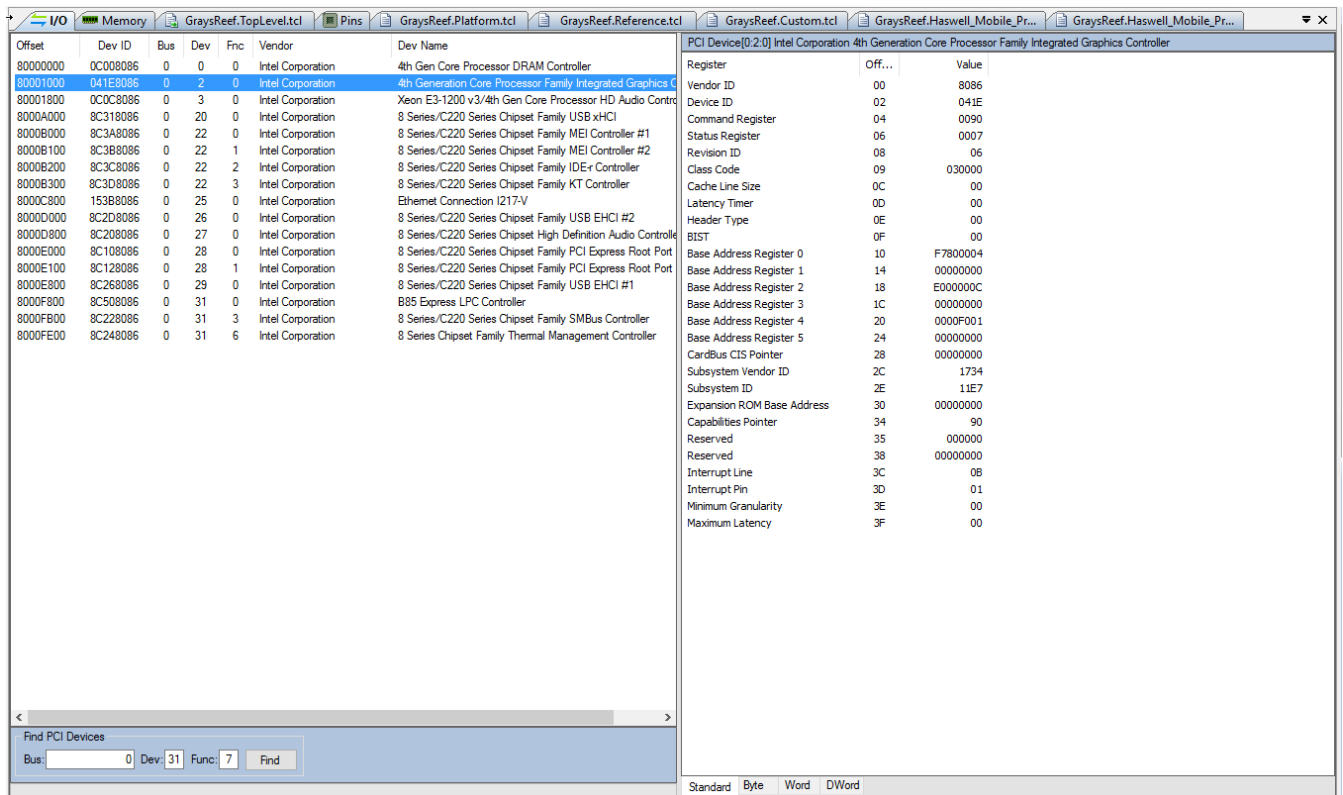 I/O Memory GraysReef.TopLevel.tcl Pins GraysReef.Platform.tcl GraysReef.Reference.tcl GraysReef.Custom.tcl GraysReef.Haswell_Mobile_Pr... GraysReef.Haswell_Mobile_Pr...
Offset Dev ID Bus Dev Fnc Vendor Dev Name
80000000 0C008086 0 0 0 Intel Corporation 4th Gen Core Processor DRAM Controller
80001000 041E8086 0 2 0 Intel Corporation 4th Generation Core Processor Family Integrated Graphics C
80001800 0C0C8086 0 3 0 Intel Corporation Xeon E3-1200 v3/4th Gen Core Processor HD Audio Contro
8000A000 8C318086 0 20 0 Intel Corporation 8 Series/C220 Series Chipset Family USB xHCI
8000B000 8C3A8086 0 22 0 Intel Corporation 8 Series/C220 Series Chipset Family MEI Controller #1
8000B100 8C3B8086 0 22 1 Intel Corporation 8 Series/C220 Series Chipset Family MEI Controller #2
8000B200 8C3C8086 0 22 2 Intel Corporation 8 Series/C220 Series Chipset Family IDE-r Controller
8000B300 8C3D8086 0 22 3 Intel Corporation 8 Series/C220 Series Chipset Family KT Controller
8000C800 153B8086 0 25 0 Intel Corporation Ethernet Connection I217-V
8000D000 8C2D8086 0 26 0 Intel Corporation 8 Series/C220 Series Chipset Family USB EHCI #2
8000D800 8C208086 0 27 0 Intel Corporation 8 Series/C220 Series Chipset High Definition Audio Controlle
8000E000 8C108086 0 28 0 Intel Corporation 8 Series/C220 Series Chipset Family PCI Express Root Port
8000E100 8C128086 0 28 1 Intel Corporation 8 Series/C220 Series Chipset Family PCI Express Root Port
8000E800 8C268086 0 29 0 Intel Corporation 8 Series/C220 Series Chipset Family USB EHCI #1
8000F800 8C508086 0 31 0 Intel Corporation B85 Express LPC Controller
8000FB00 8C228086 0 31 3 Intel Corporation 8 Series/C220 Series Chipset Family SMBus Controller
8000FE00 8C248086 0 31 6 Intel Corporation 8 Series Chipset Family Thermal Management Controller
Find PCI Devices
Bus: 0 Dev: 31 Func: 7 Find
PCI Device[0:2:0] Intel Corporation 4th Generation Core Processor Family Integrated Graphics Controller
Register Off... Value
Vendor ID 00 8086
Device ID 02 041E
Command Register 04 0090
Status Register 06 0007
Revision ID 08 06
Class Code 09 030000
Cache Line Size 0C 00
Latency Timer 0D 00
Header Type 0E 00
BIST 0F 00
Base Address Register 0 10 F7800004
Base Address Register 1 14 00000000
Base Address Register 2 18 E000000C
Base Address Register 3 1C 00000000
Base Address Register 4 20 0000F001
Base Address Register 5 24 00000000
CardBus CIS Pointer 28 00000000
Subsystem Vendor ID 2C 1734
Subsystem ID 2E 11E7
Expansion ROM Base Address 30 00000000
Capabilities Pointer 34 90
Reserved 35 000000
Reserved 38 00000000
Interrupt Line 3C 0B
Interrupt Pin 3D 01
Minimum Granularity 3E 00
Maximum Latency 3F 00
Standard Byte Word DWord